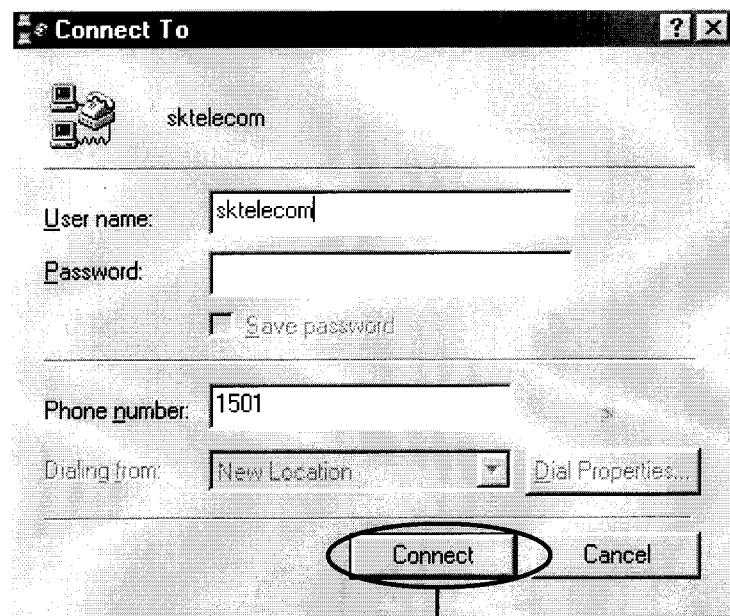 Connect To
? ×
sktelecom
User name: sktelecom
Password:
Save password
Phone number: 1501
Dialing from: New Location Dial Properties...
Connect Cancel